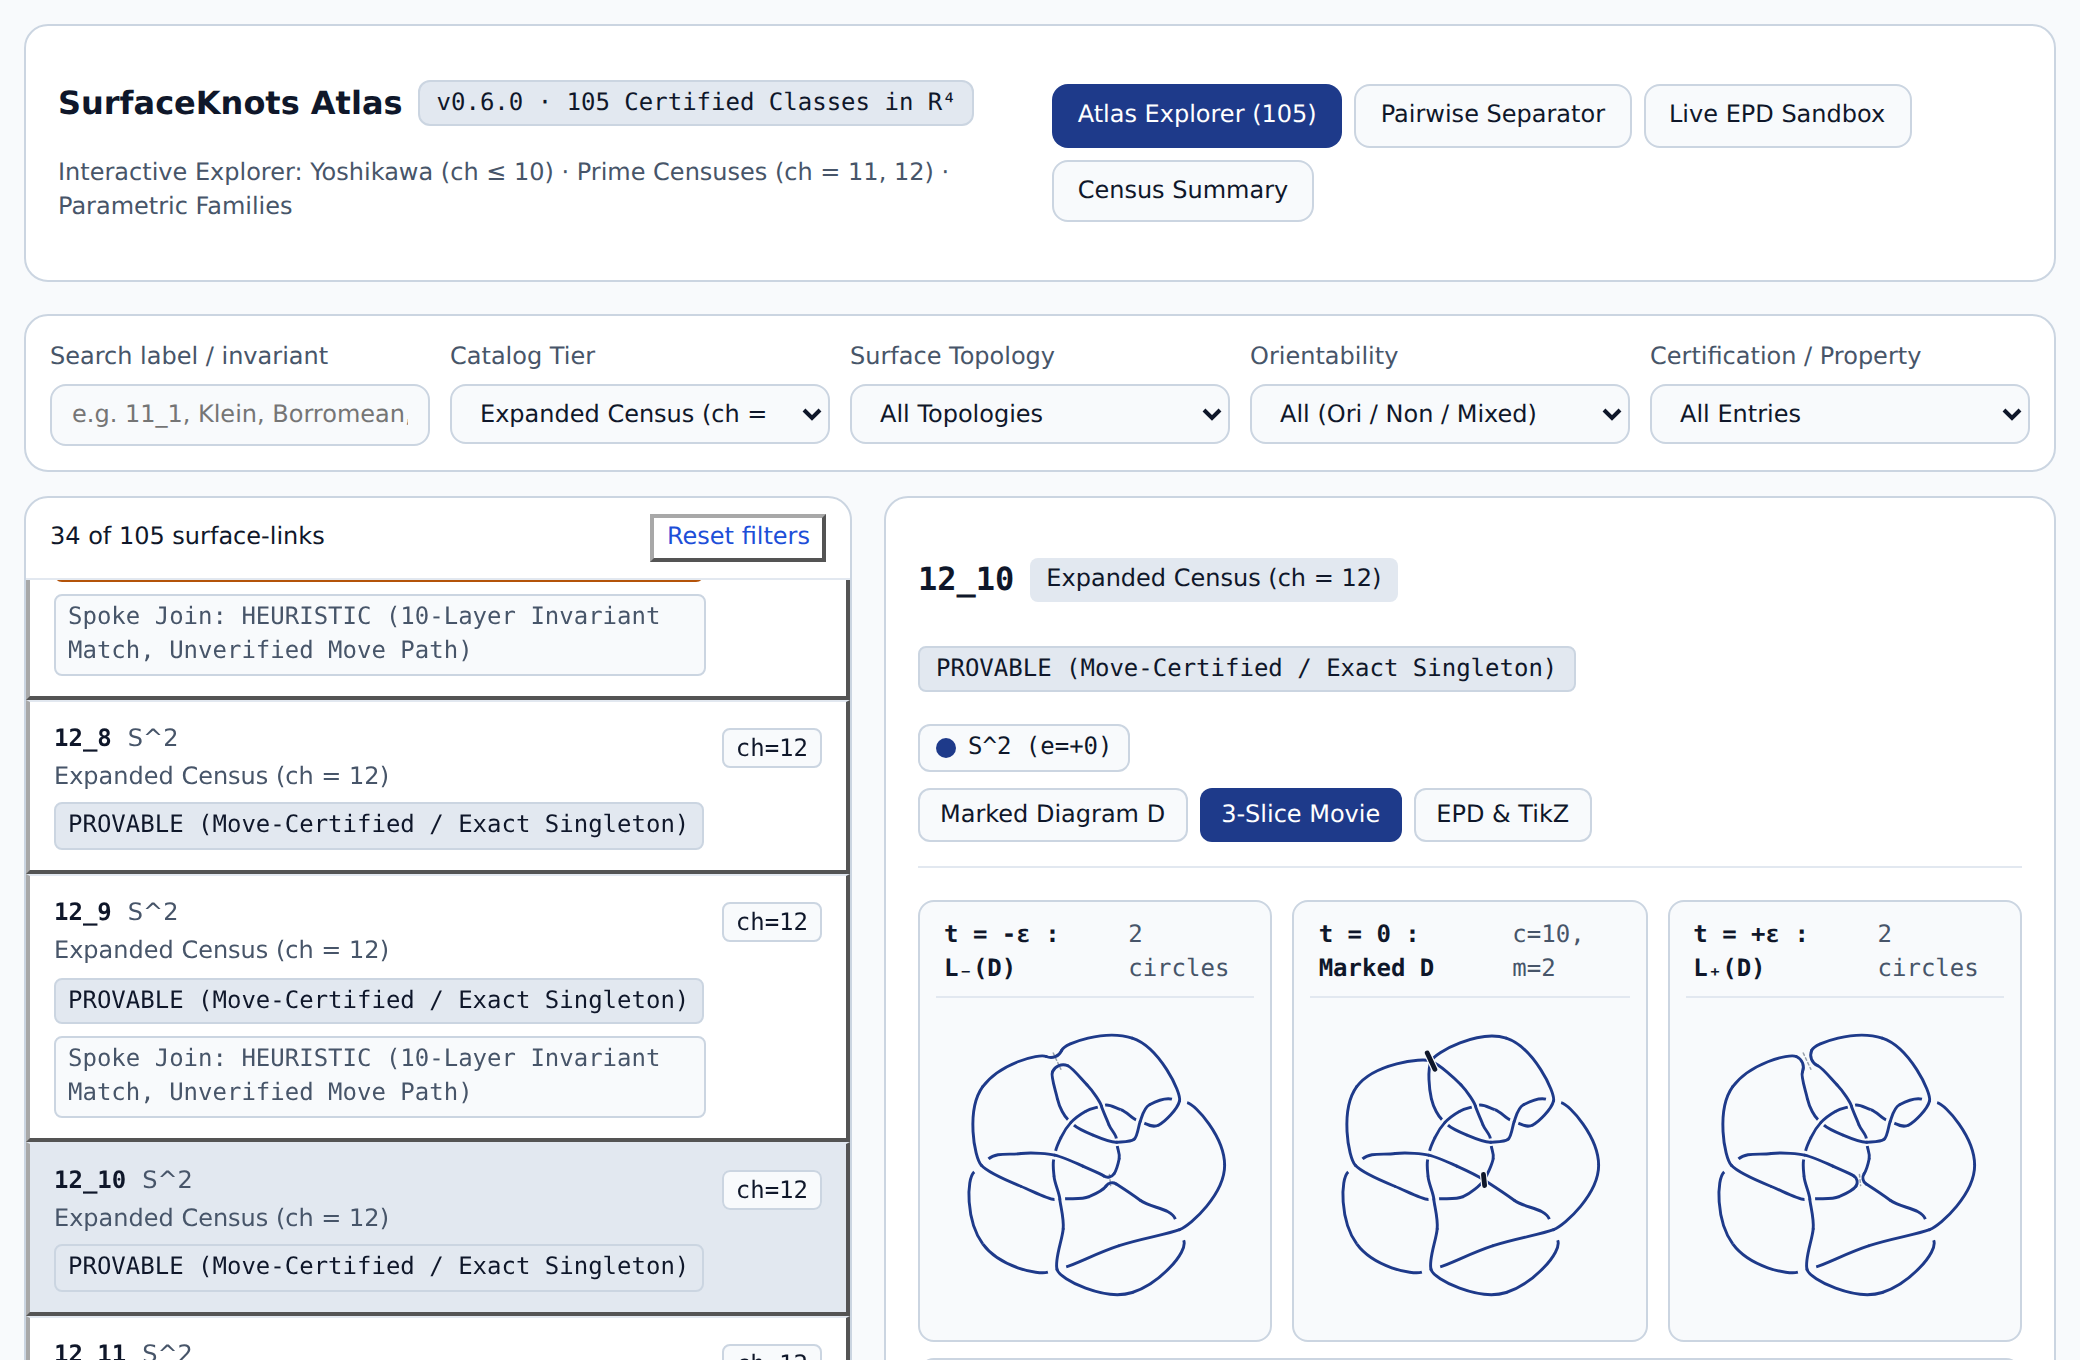 SurfaceKnots Atlas
v0.6.0 · 105 Certified Classes in R⁴
Interactive Explorer: Yoshikawa (ch ≤ 10) · Prime Censuses (ch = 11, 12) ·
Parametric Families
Atlas Explorer (105)
Pairwise Separator
Live EPD Sandbox
Census Summary
Search label / invariant
e.g. 11_1, Klein, Borromean,
Catalog Tier
Expanded Census (ch =
Surface Topology
All Topologies
Orientability
All (Ori / Non / Mixed)
Certification / Property
All Entries
34 of 105 surface-links
Reset filters
Spoke Join: HEURISTIC (10-Layer Invariant
Match, Unverified Move Path)
12_8 S^2
ch=12
Expanded Census (ch = 12)
PROVABLE (Move-Certified / Exact Singleton)
12_9 S^2
ch=12
Expanded Census (ch = 12)
PROVABLE (Move-Certified / Exact Singleton)
Spoke Join: HEURISTIC (10-Layer Invariant
Match, Unverified Move Path)
12_10 S^2
ch=12
Expanded Census (ch = 12)
PROVABLE (Move-Certified / Exact Singleton)
12_11 S^2
ch=12
12_10
Expanded Census (ch = 12)
PROVABLE (Move-Certified / Exact Singleton)
S^2 (e=+0)
Marked Diagram D
3-Slice Movie
EPD & TikZ
t = -ε :
L₋(D)
2
circles
t = 0 :
Marked D
c=10,
m=2
t = +ε :
L₊(D)
2
circles